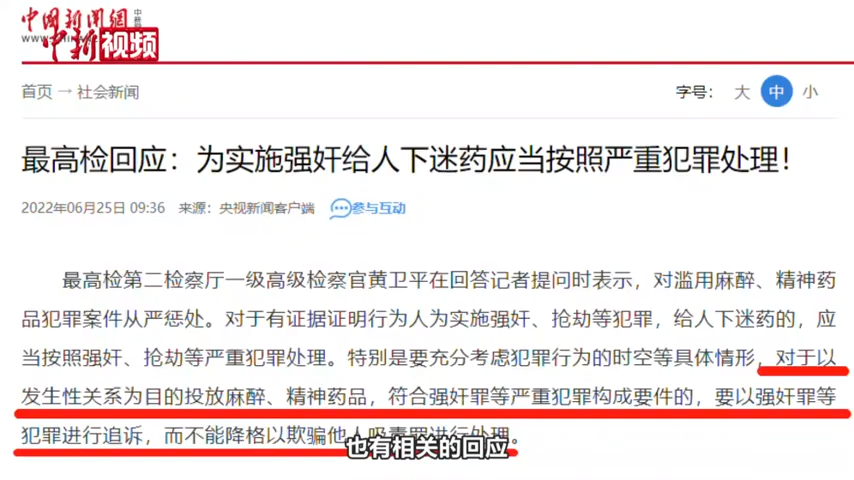 中国新闻网
中新视频
首页 → 社会新闻
字号： 大 中 小
最高检回应：为实施强奸给人下迷药应当按照严重犯罪处理！
2022年06月25日 09:36 来源：央视新闻客户端 参与互动
最高检第二检察厅一级高级检察官黄卫平在回答记者提问时表示，对滥用麻醉、精神药
品犯罪案件从严惩处。对于有证据证明行为人为实施强奸、抢劫等犯罪，给人下迷药的，应
当按照强奸、抢劫等严重犯罪处理。特别是要充分考虑犯罪行为的时空等具体情形，对于以
发生性关系为目的投放麻醉、精神药品，符合强奸罪等严重犯罪构成要件的，要以强奸罪等
犯罪进行追诉，而不能降格以欺骗他人吸毒罪进行处理。
也有相关的回应